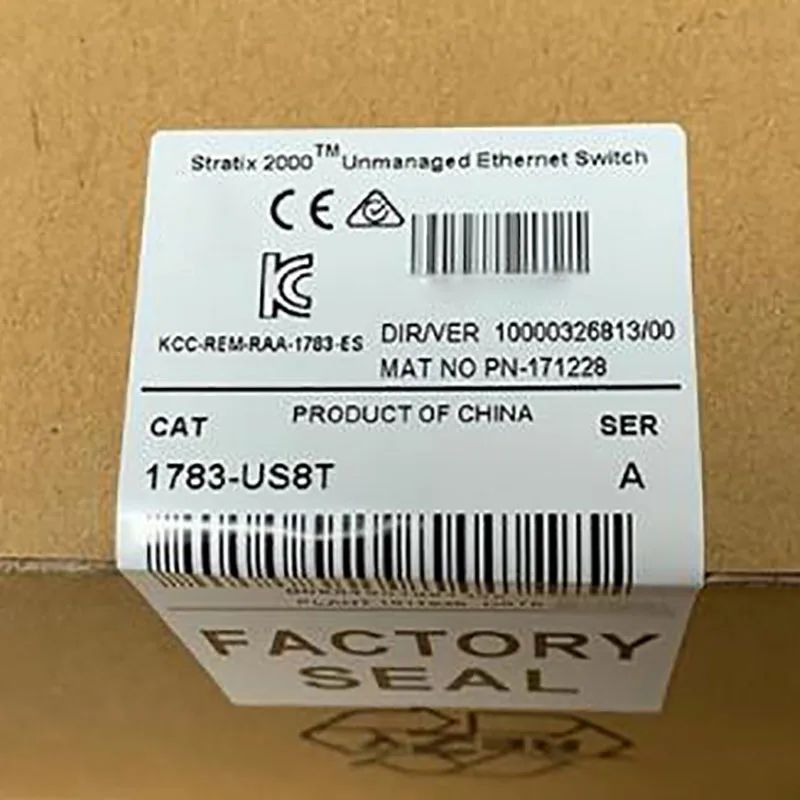 Stratix 2000™ Unmanaged Ethernet Switch
CE
KC
KCC-REM-RAA-1783-ES
DIR/VER 10000326813/00
MAT NO PN-171228
PRODUCT OF CHINA
CAT
SER
1783-US8T
A
FACTORY
SEAL